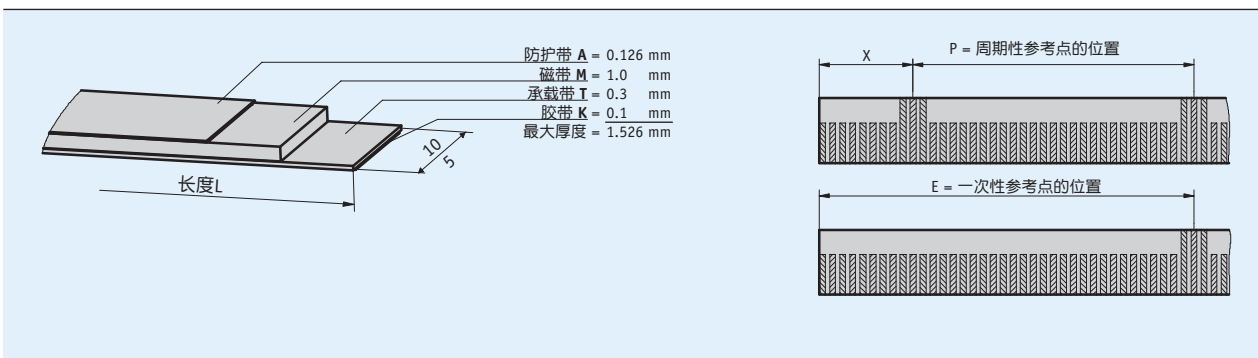 防护带 A = 0.126 mm
磁带 M = 1.0 mm
承载带 T = 0.3 mm
胶带 K = 0.1 mm
最大厚度 = 1.526 mm
10
5
长度L
X
P = 周期性参考点的位置
E = 一次性参考点的位置